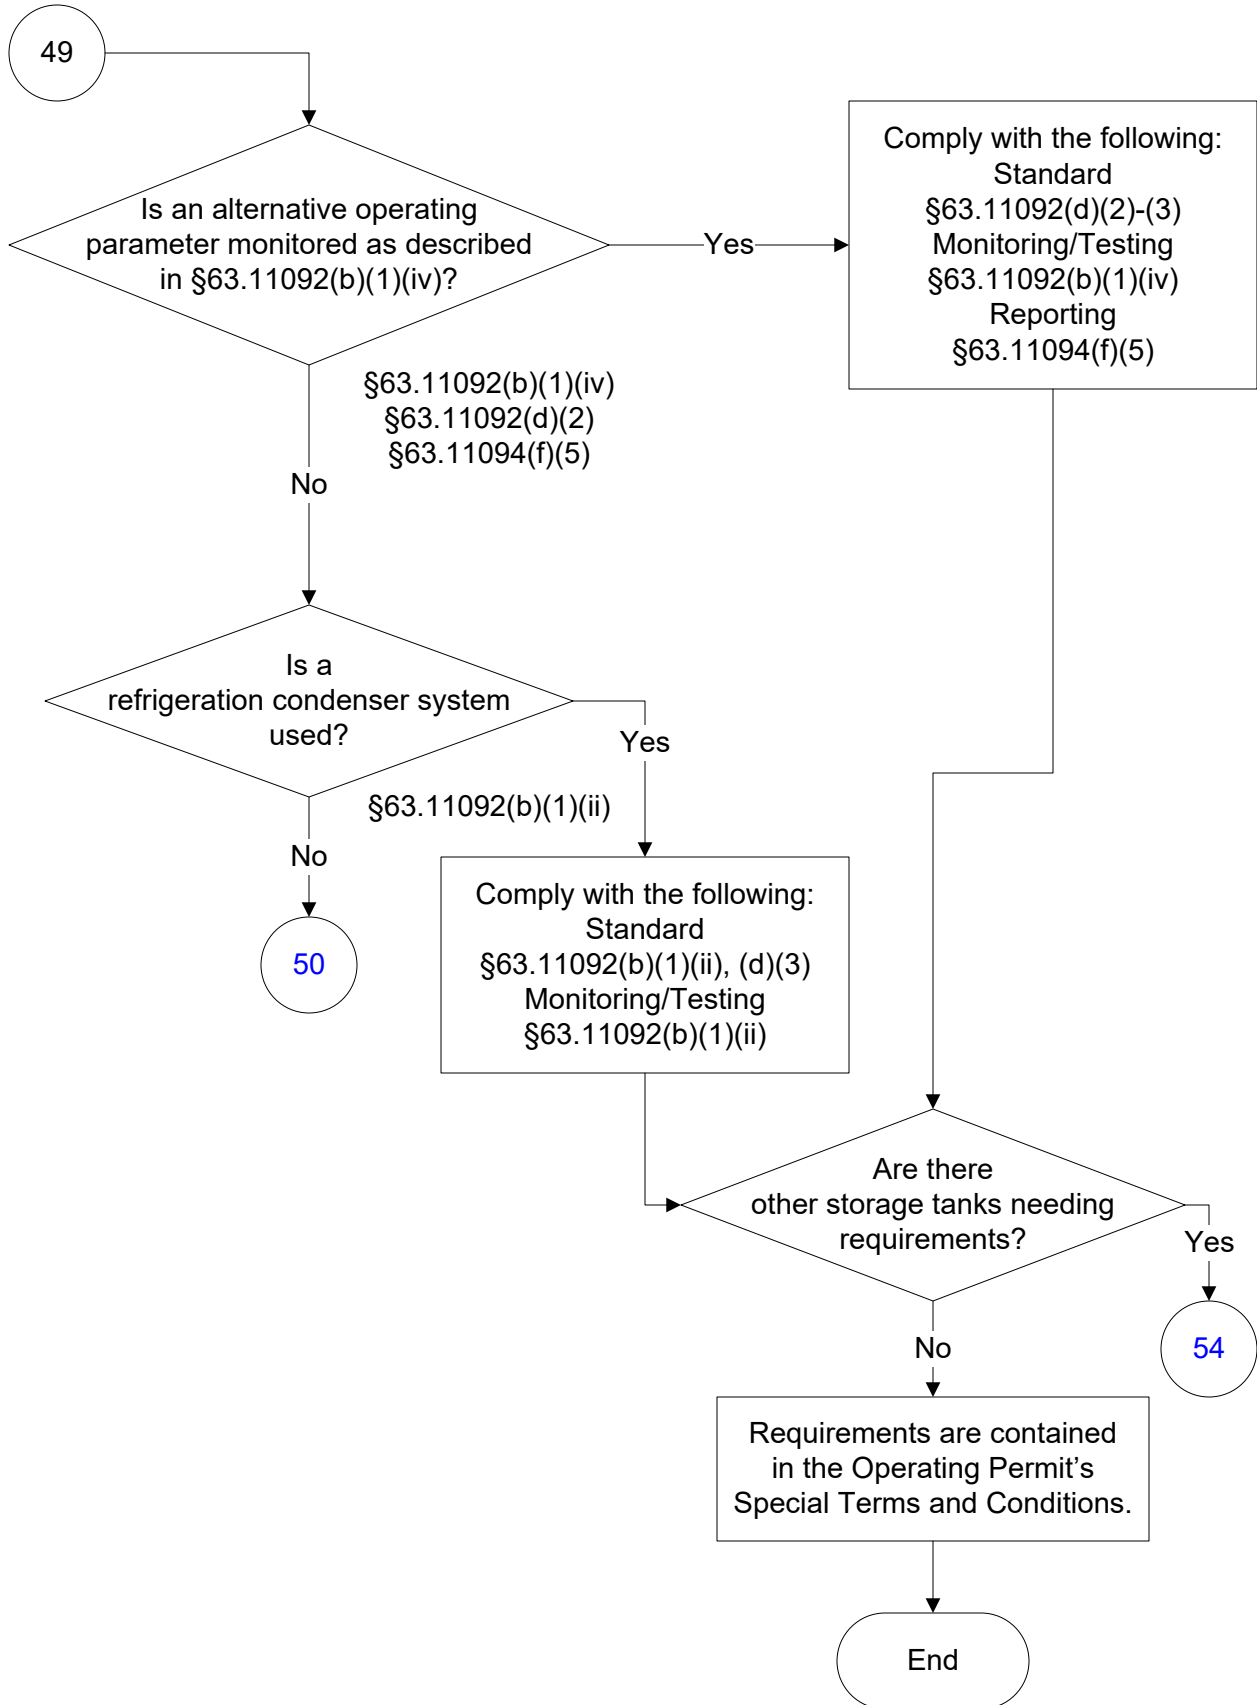 49
Is an alternative operating
parameter monitored as described
in §63.11092(b)(1)(iv)?
Yes
Comply with the following:
Standard
§63.11092(d)(2)-(3)
Monitoring/Testing
§63.11092(b)(1)(iv)
Reporting
§63.11094(f)(5)
§63.11092(b)(1)(iv)
§63.11092(d)(2)
§63.11094(f)(5)
No
Is a
refrigeration condenser system
used?
Yes
§63.11092(b)(1)(ii)
No
50
Comply with the following:
Standard
§63.11092(b)(1)(ii), (d)(3)
Monitoring/Testing
§63.11092(b)(1)(ii)
Are there
other storage tanks needing
requirements?
Yes
54
No
Requirements are contained
in the Operating Permit’s
Special Terms and Conditions.
End